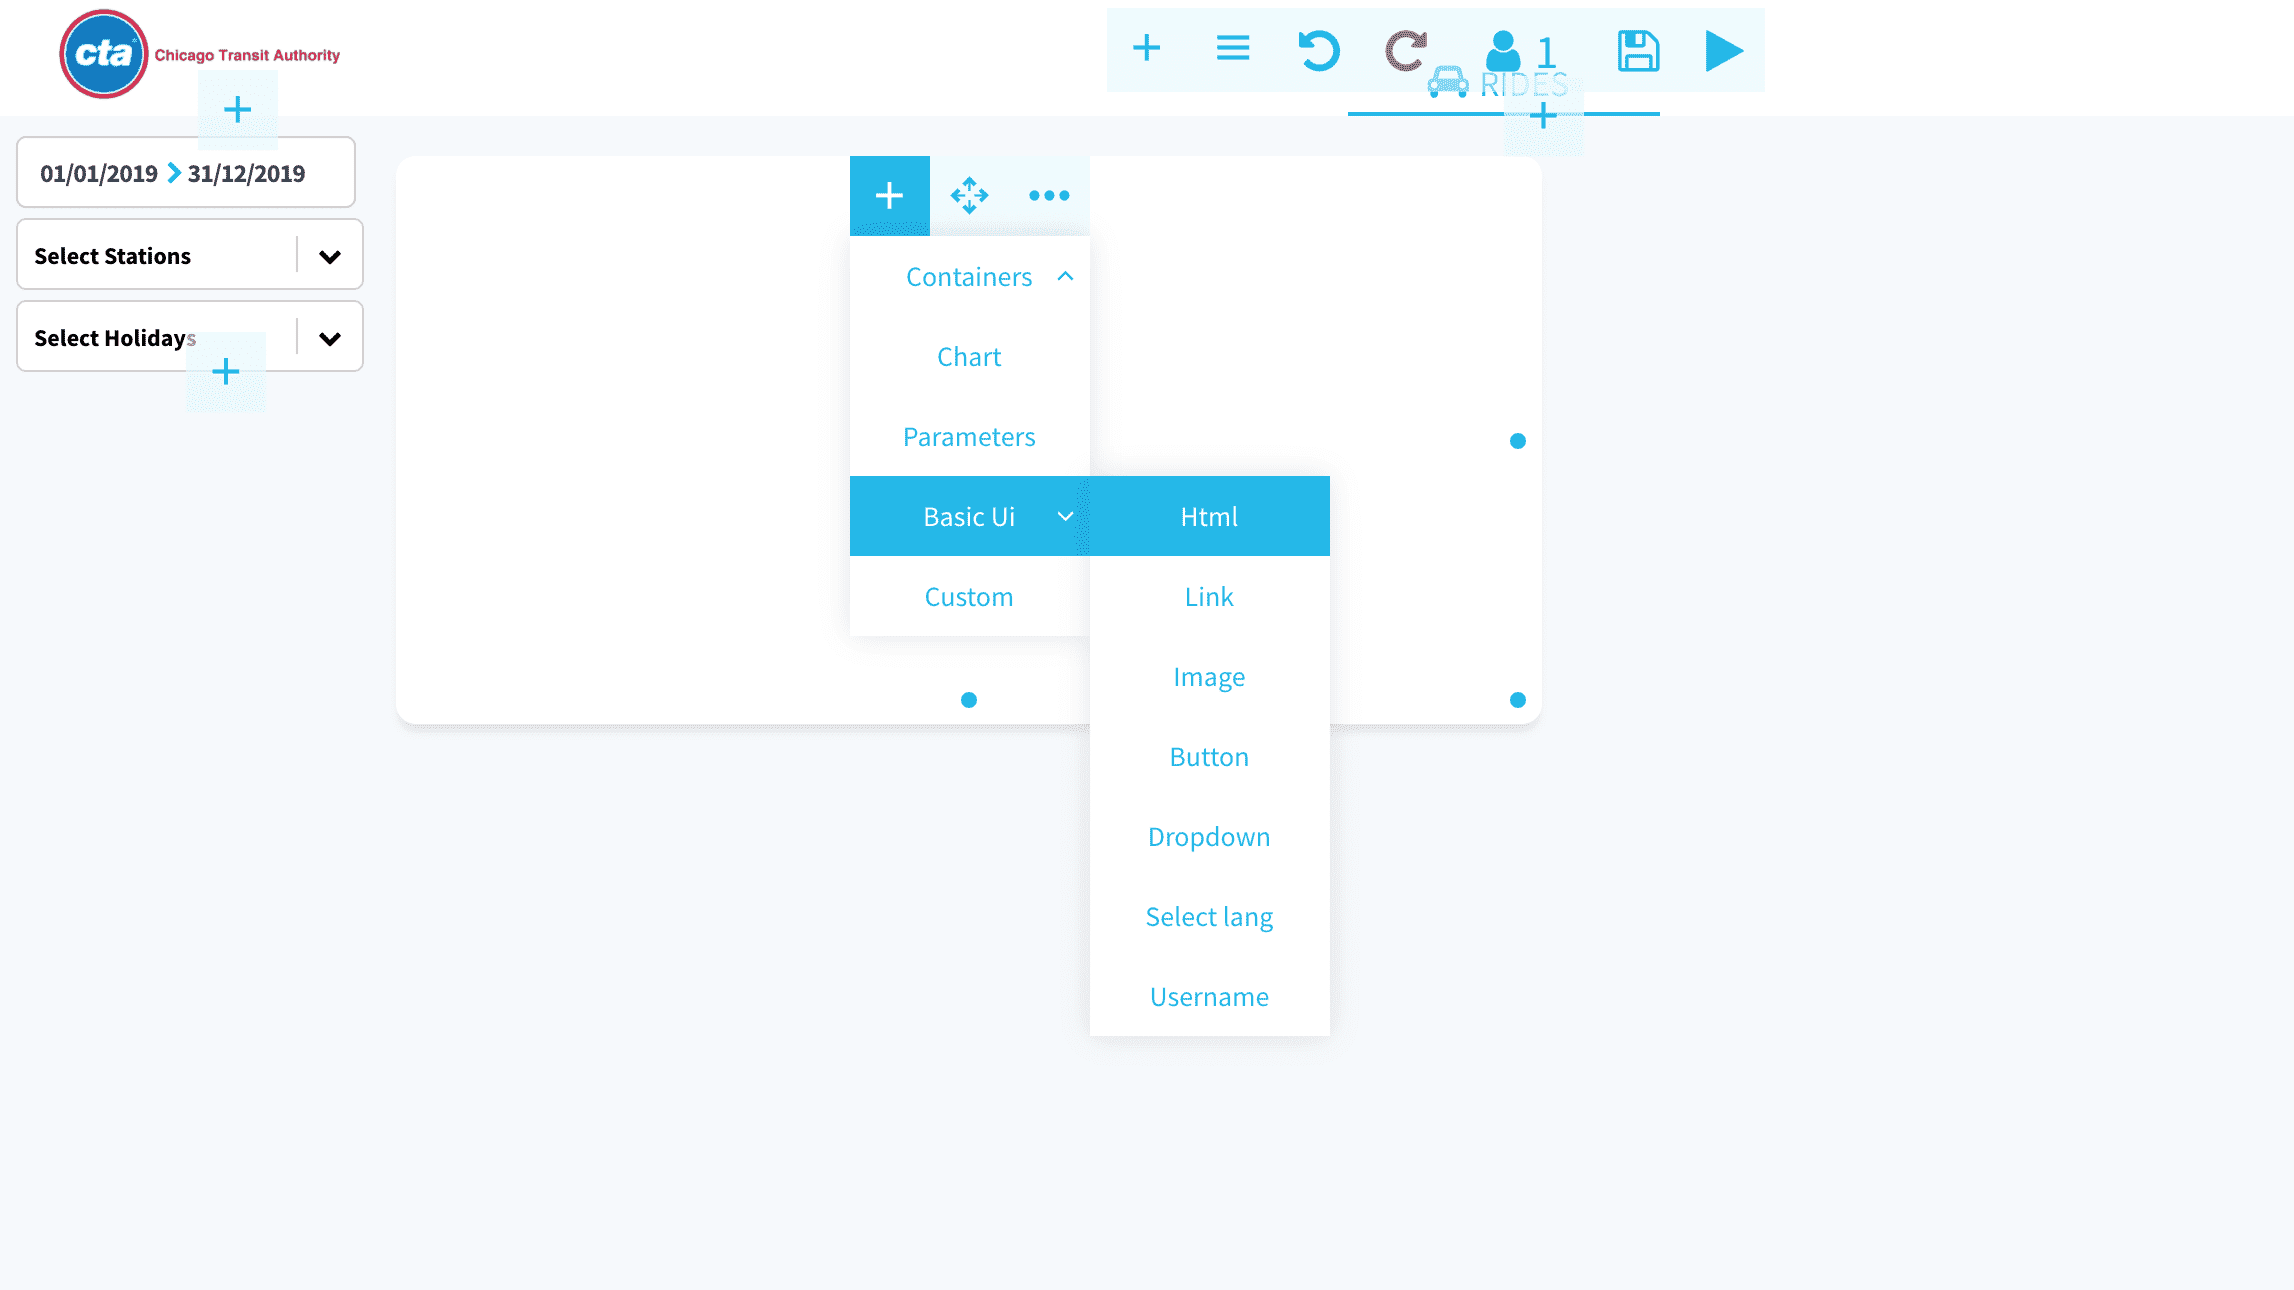 cta Chicago Transit Authority
1
RIDES
01/01/2019 31/12/2019
Select Stations
Select Holidays
Containers
Chart
Parameters
Basic Ui
Custom
Html
Link
Image
Button
Dropdown
Select lang
Username